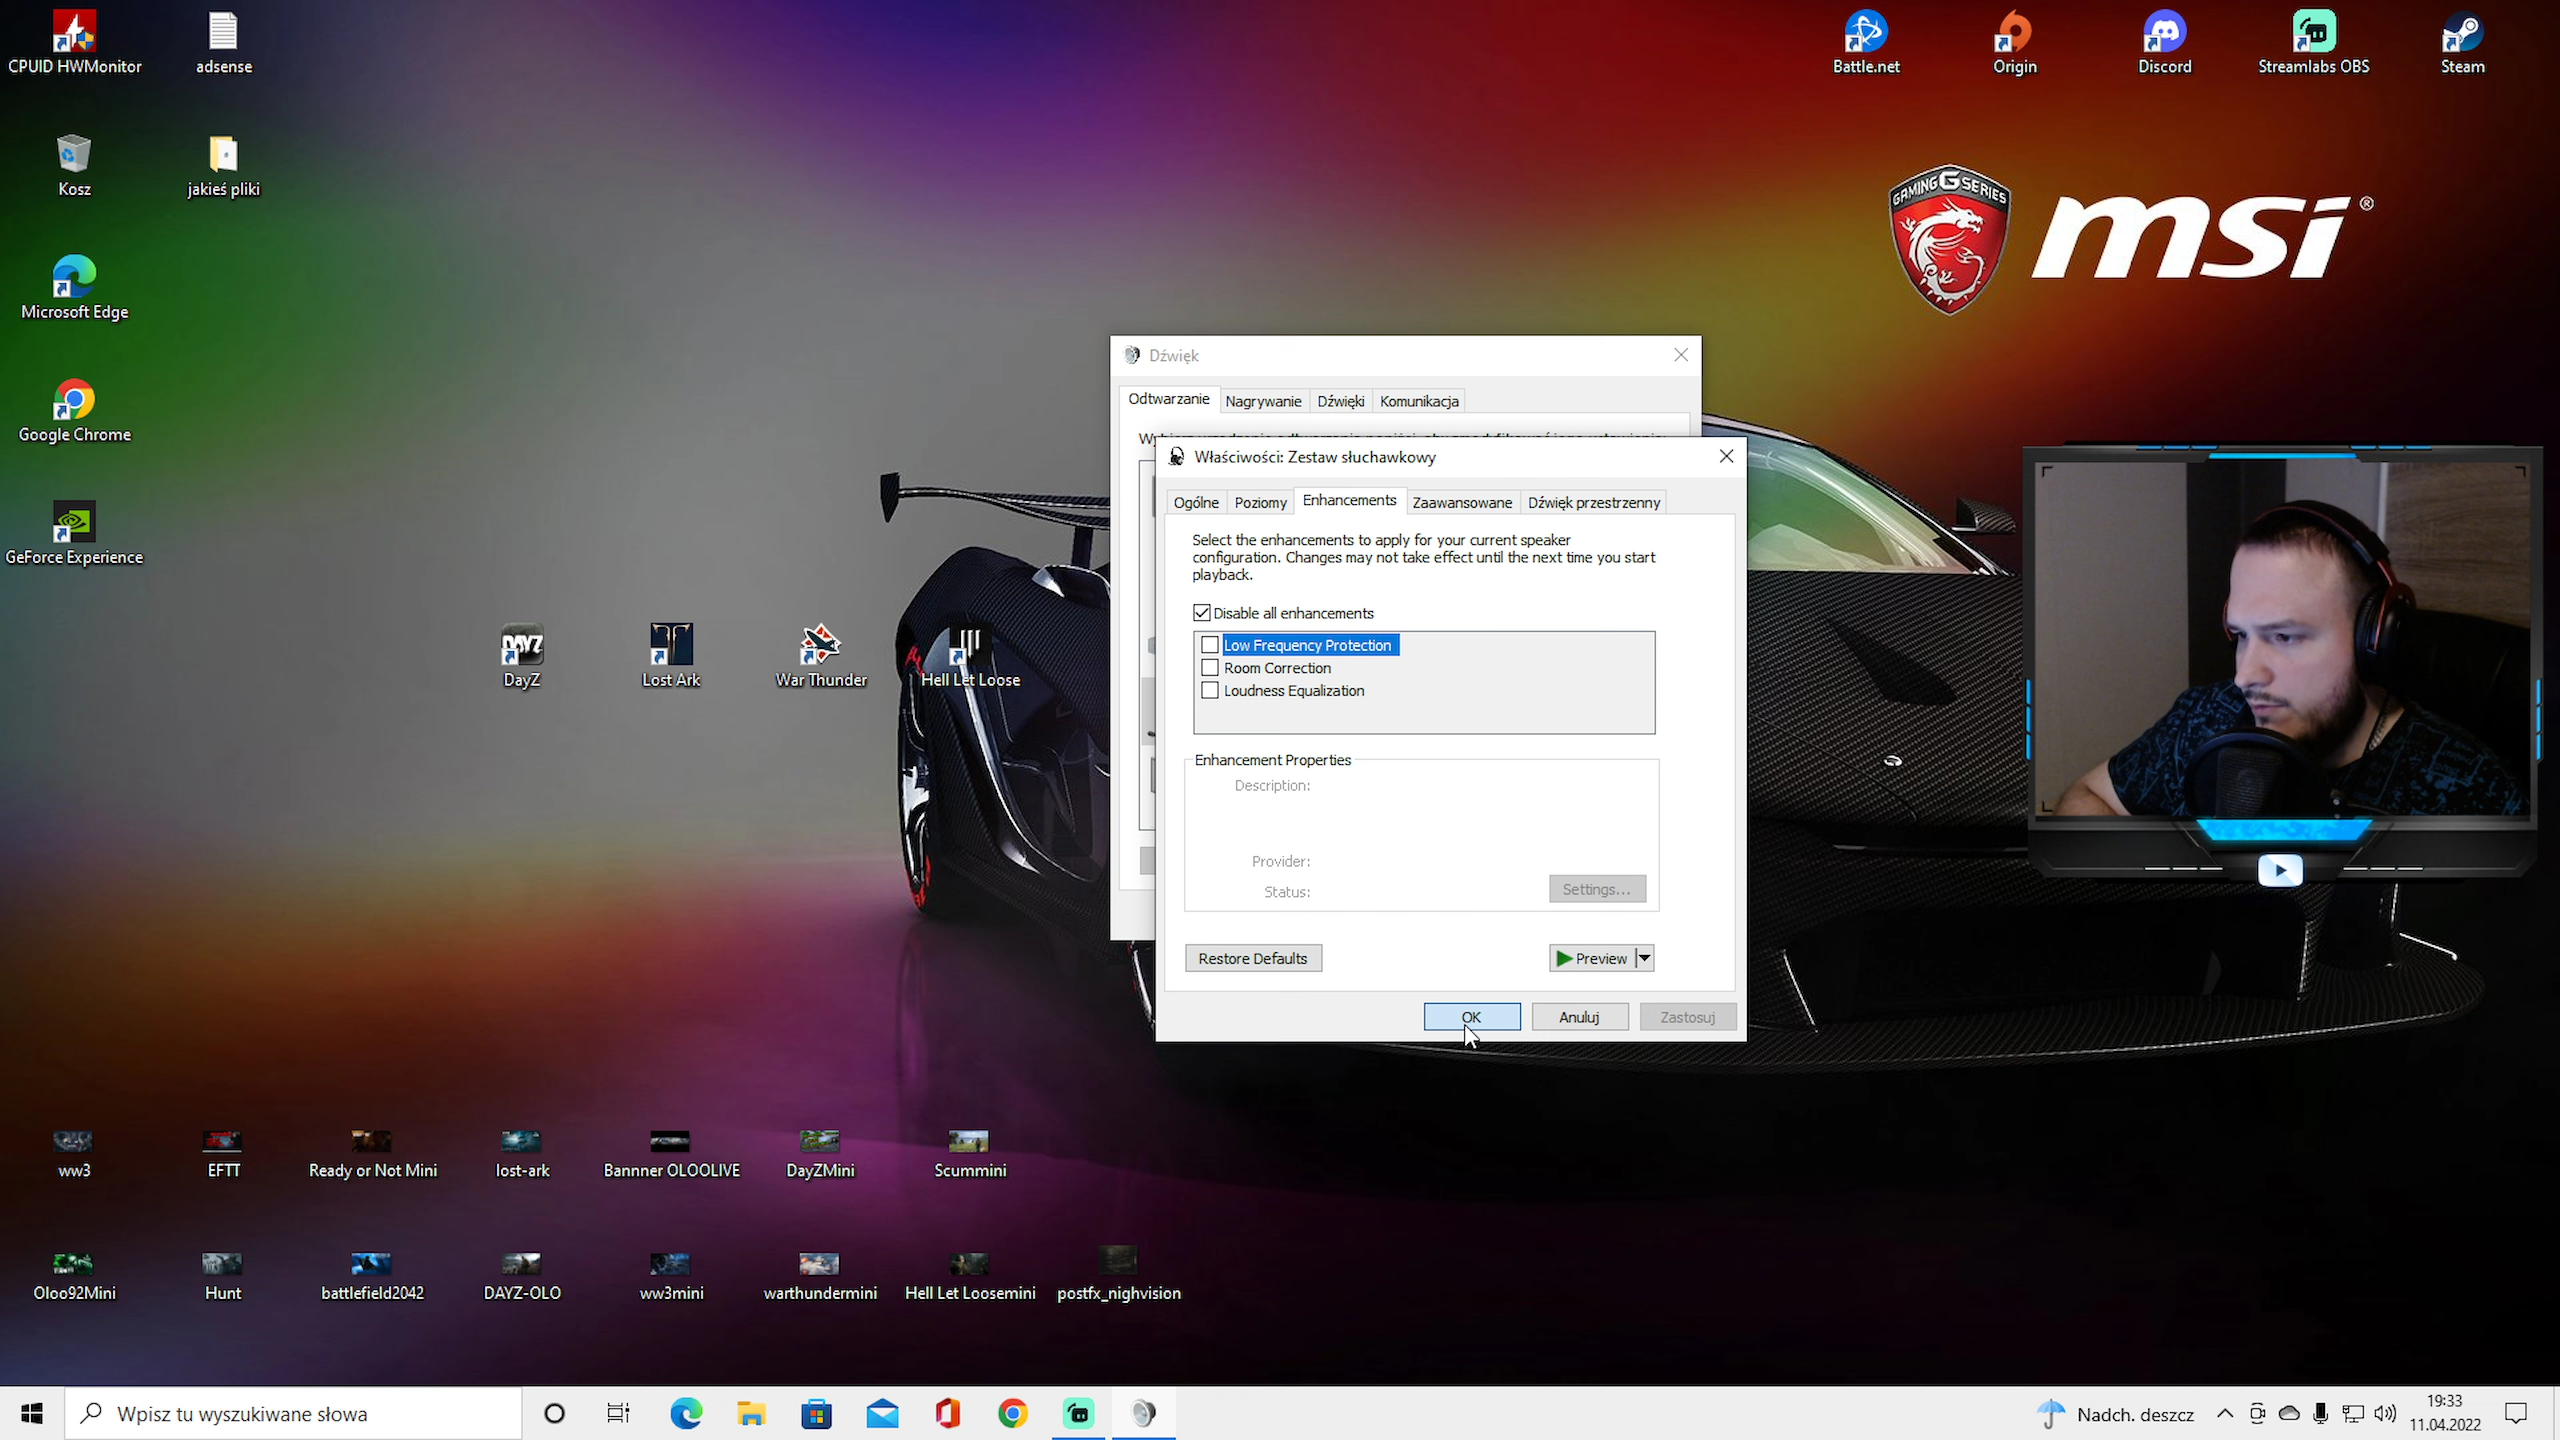 CPUID HWMonitor
adsense
Battle.net
Origin
Discord
Streamlabs OBS
Steam
Kosz
jakieś pliki
GAMING G SERIES
msi ®
Microsoft Edge
Google Chrome
GeForce Experience
DayZ
DayZ
Lost Ark
War Thunder
Hell Let Loose
Dźwięk
Odtwarzanie
Nagrywanie
Dźwięki
Komunikacja
Właściwości: Zestaw słuchawkowy
Ogólne
Poziomy
Enhancements
Zaawansowane
Dźwięk przestrzenny
Select the enhancements to apply for your current speaker
configuration. Changes may not take effect until the next time you start
playback.
Disable all enhancements
Low Frequency Protection
Room Correction
Loudness Equalization
Enhancement Properties
Description:
Provider:
Status:
Settings...
Restore Defaults
Preview
OK
Anuluj
Zastosuj
ww3
EFTT
Ready or Not Mini
lost-ark
Bannner OLOOLIVE
DayZMini
Scummini
Oloo92Mini
Hunt
battlefield2042
DAYZ-OLO
ww3mini
warthundermini
Hell Let Loosemini
postfx_nighvision
Wpisz tu wyszukiwane słowa
Nadch. deszcz
19:33
11.04.2022